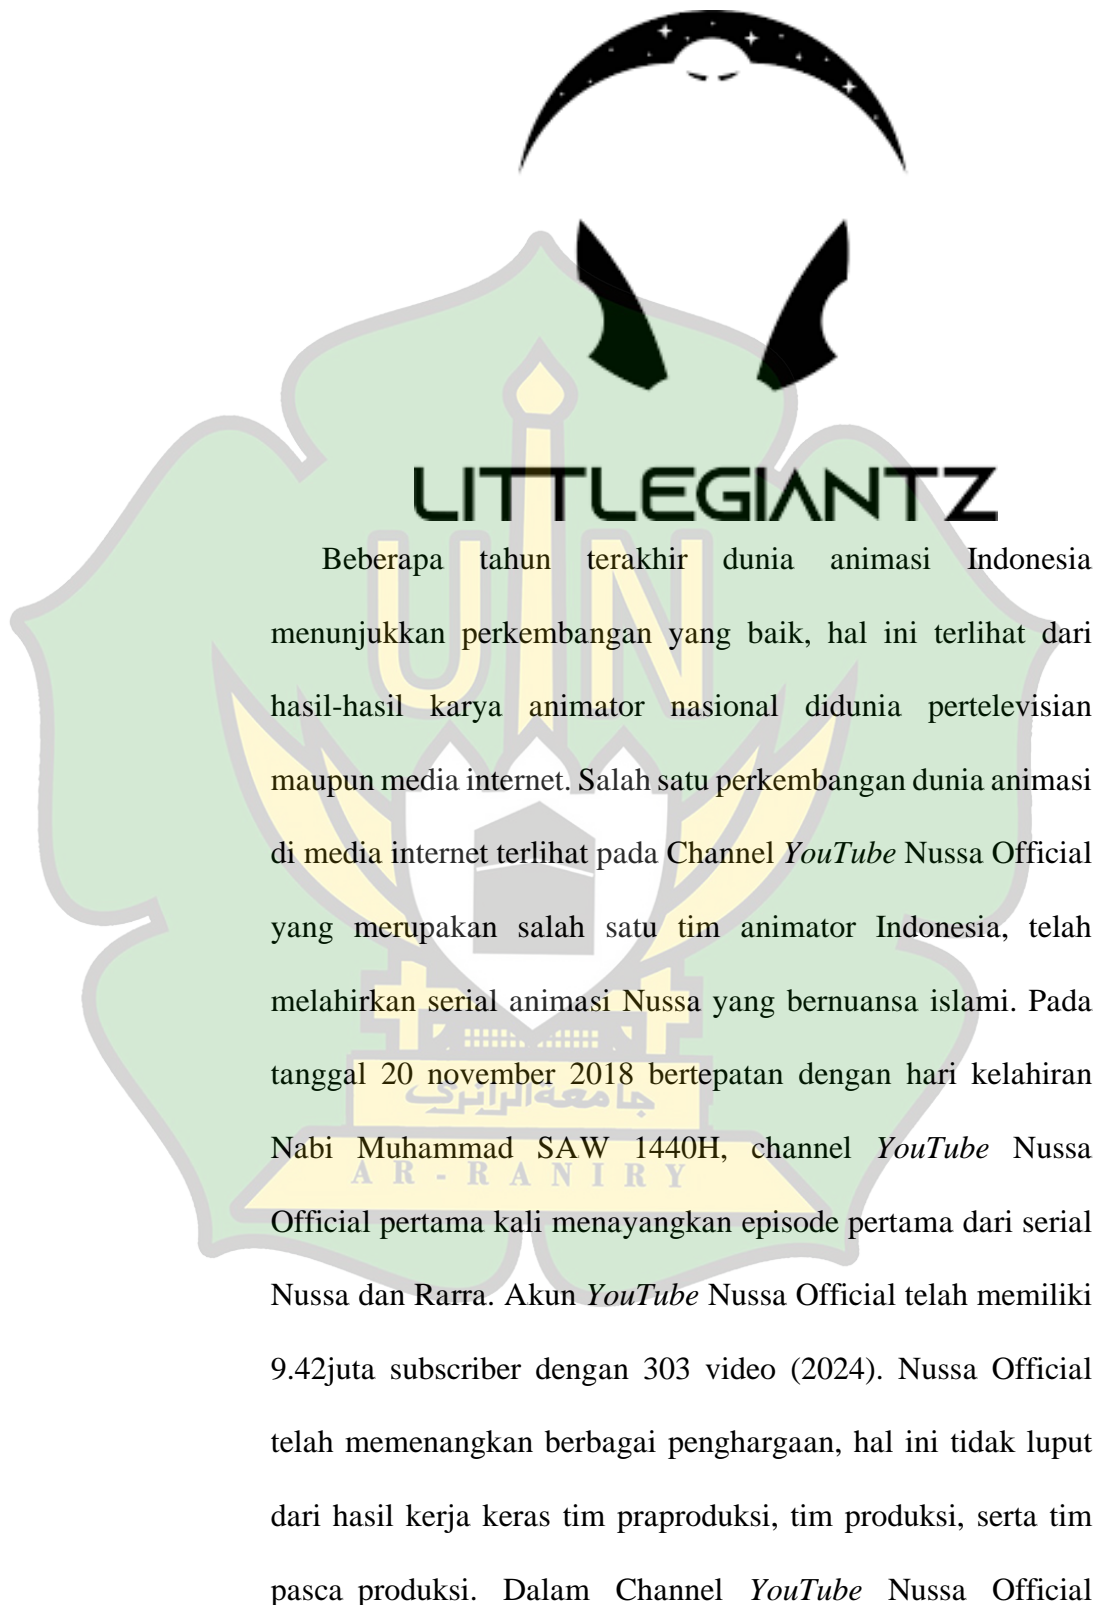 LITTLEGIANTZ
Beberapa tahun terakhir dunia animasi Indonesia
menunjukkan perkembangan yang baik, hal ini terlihat dari
hasil-hasil karya animator nasional didunia pertelevisian
maupun media internet. Salah satu perkembangan dunia animasi
di media internet terlihat pada Channel YouTube Nussa Official
yang merupakan salah satu tim animator Indonesia, telah
melahirkan serial animasi Nussa yang bernuansa islami. Pada
tanggal 20 november 2018 bertepatan dengan hari kelahiran
Nabi Muhammad SAW 1440H, channel YouTube Nussa
Official pertama kali menayangkan episode pertama dari serial
Nussa dan Rarra. Akun YouTube Nussa Official telah memiliki
9.42juta subscriber dengan 303 video (2024). Nussa Official
telah memenangkan berbagai penghargaan, hal ini tidak luput
dari hasil kerja keras tim praproduksi, tim produksi, serta tim
pasca produksi. Dalam Channel YouTube Nussa Official
UIN
جامعة الرانري
AR-RANIRY